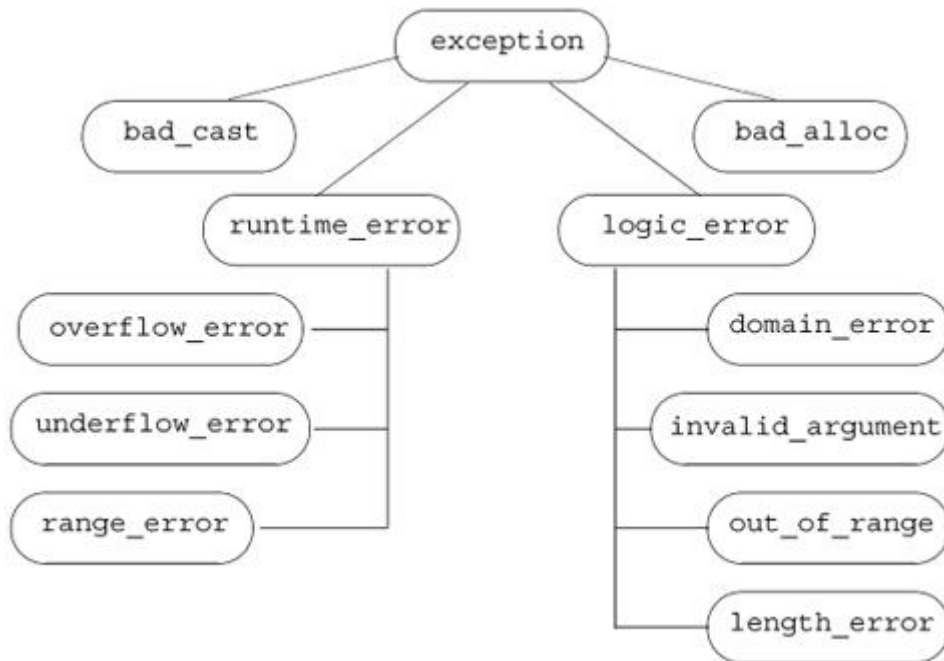 exception
bad_cast
bad_alloc
runtime_error
logic_error
overflow_error
domain_error
underflow_error
invalid_argument
range_error
out_of_range
length_error